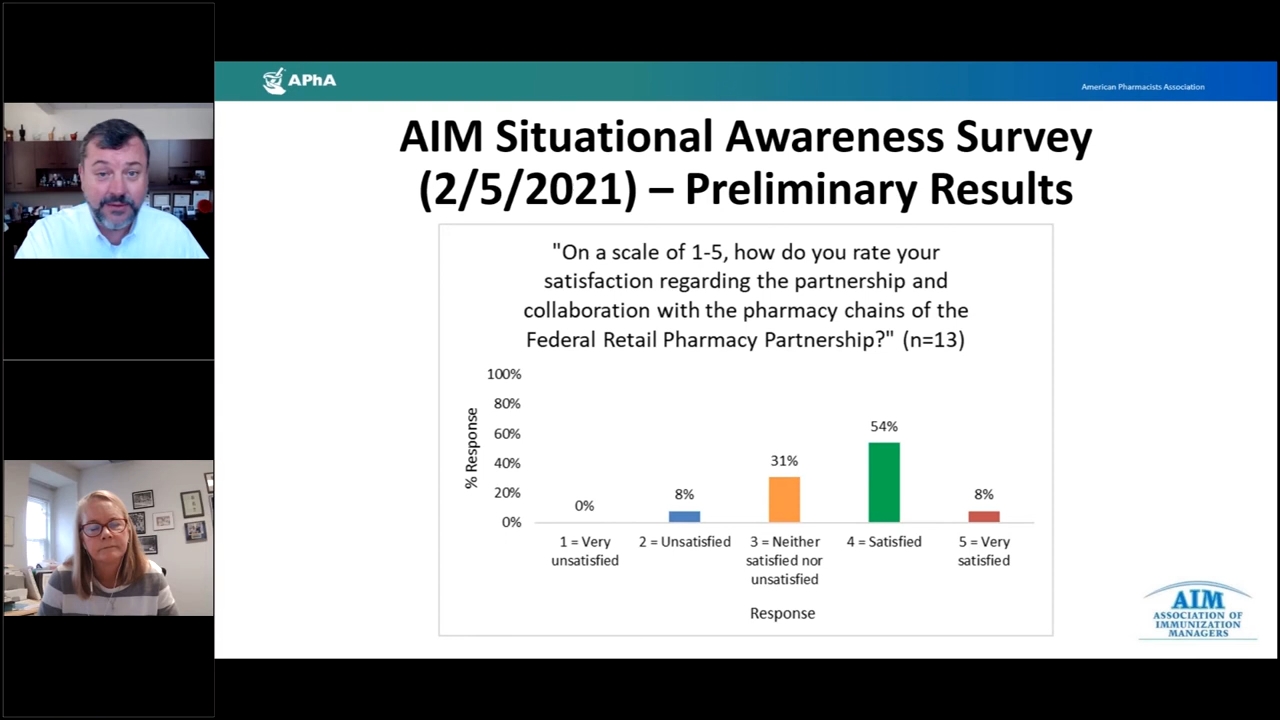 APhA
American Pharmacists Association
AIM Situational Awareness Survey
(2/5/2021) – Preliminary Results
"On a scale of 1-5, how do you rate your
satisfaction regarding the partnership and
collaboration with the pharmacy chains of the
Federal Retail Pharmacy Partnership?" (n=13)
% Response
100%
80%
60%
40%
20%
0%
0%
8%
31%
54%
8%
1 = Very
unsatisfied
2 = Unsatisfied
3 = Neither
satisfied nor
unsatisfied
4 = Satisfied
5 = Very
satisfied
Response
AIM
ASSOCIATION OF
IMMUNIZATION
MANAGERS